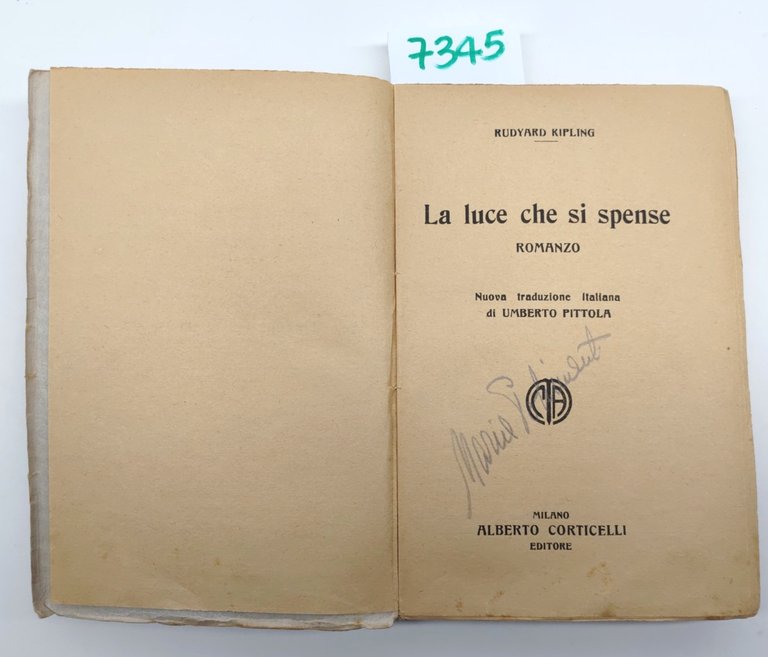 7345
RUDYARD KIPLING
La luce che si spense
ROMANZO
Nuova traduzione italiana
di UMBERTO PITTOLA
MILANO
ALBERTO CORTICELLI
EDITORE